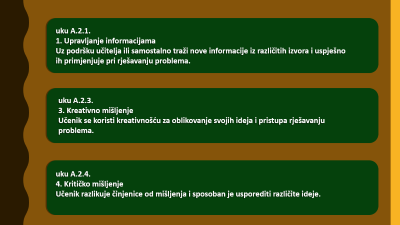 uku A.2.1.
1. Upravljanje informacijama
Uz podršku učitelja ili samostalno traži nove informacije iz različitih izvora i uspješno
ih primjenjuje pri rješavanju problema.
uku A.2.3.
3. Kreativno mišljenje
Učenik se koristi kreativnošću za oblikovanje svojih ideja i pristupa rješavanju
problema.
uku A.2.4.
4. Kritičko mišljenje
Učenik razlikuje činjenice od mišljenja i sposoban je usporediti različite ideje.